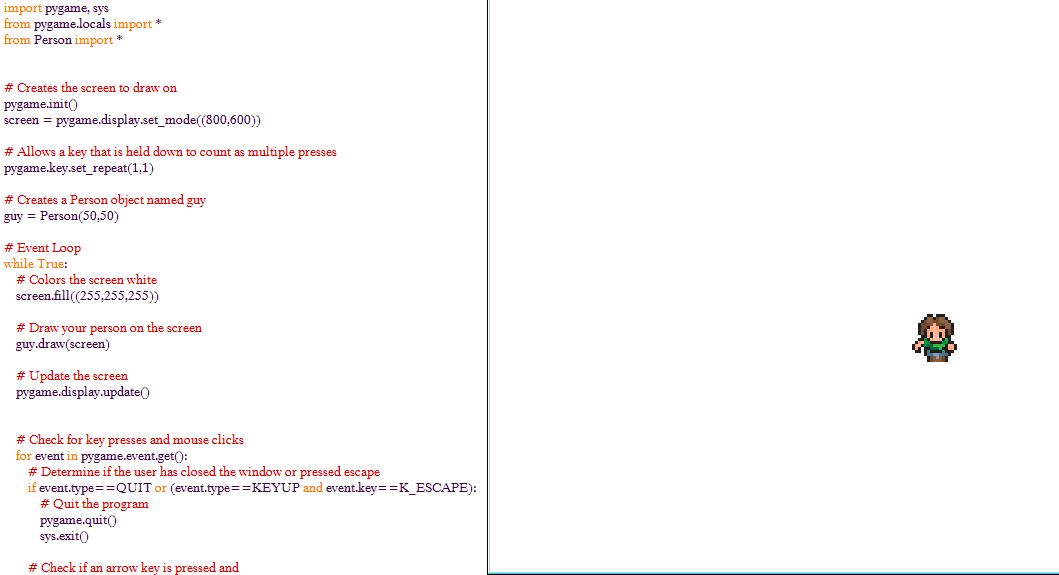 import pygame, sys
from pygame.locals import *
from Person import *
# Creates the screen to draw on
pygame.init()
screen = pygame.display.set_mode((800,600))
# Allows a key that is held down to count as multiple presses
pygame.key.set_repeat(1,1)
# Creates a Person object named guy
guy = Person(50,50)
# Event Loop
while True:
# Colors the screen white
screen.fill((255,255,255))
# Draw your person on the screen
guy.draw(screen)
# Update the screen
pygame.display.update()
# Check for key presses and mouse clicks
for event in pygame.event.get():
# Determine if the user has closed the window or pressed escape
if event.type==QUIT or (event.type==KEYUP and event.key==K_ESCAPE):
# Quit the program
pygame.quit()
sys.exit()
# Check if an arrow key is pressed and